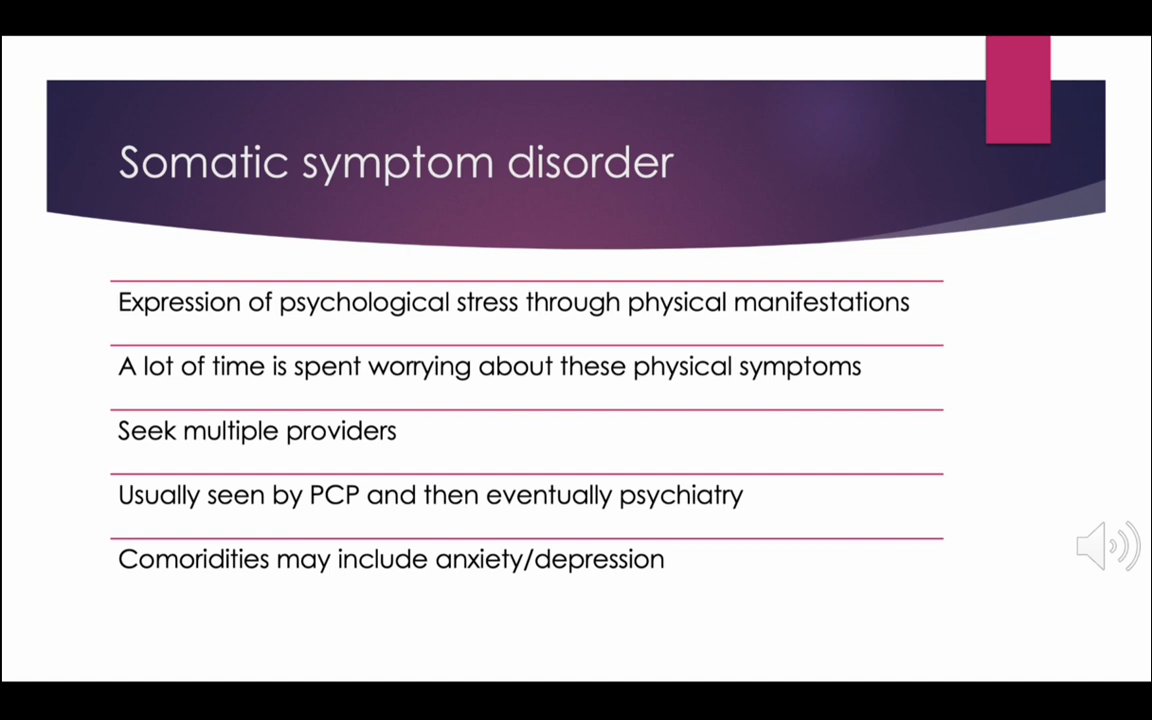 Somatic symptom disorder
Expression of psychological stress through physical manifestations
A lot of time is spent worrying about these physical symptoms
Seek multiple providers
Usually seen by PCP and then eventually psychiatry
Comoridities may include anxiety/depression